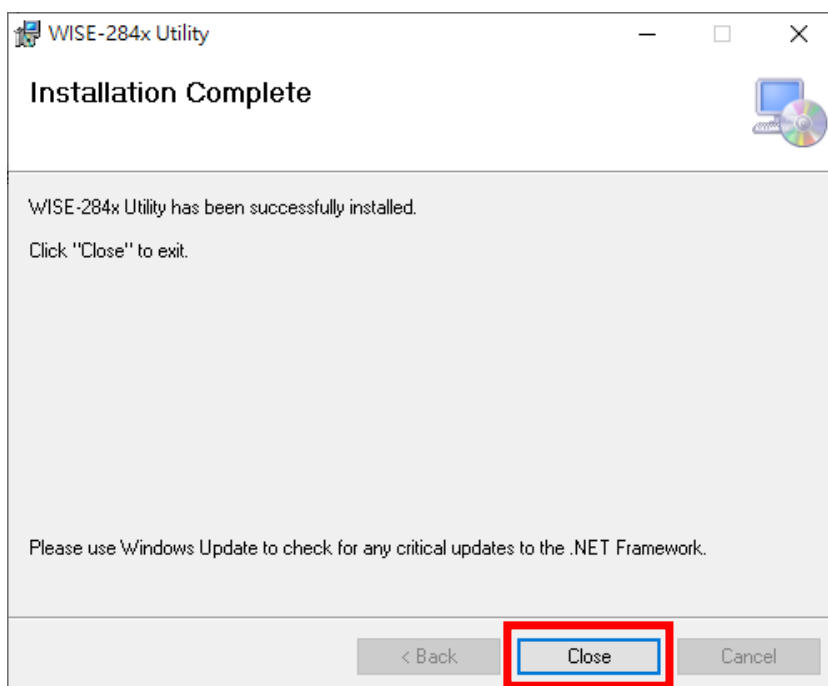 WISE-284x Utility
Installation Complete
WISE-284x Utility has been successfully installed.
Click "Close" to exit.
Please use Windows Update to check for any critical updates to the .NET Framework.
< Back
Close
Cancel